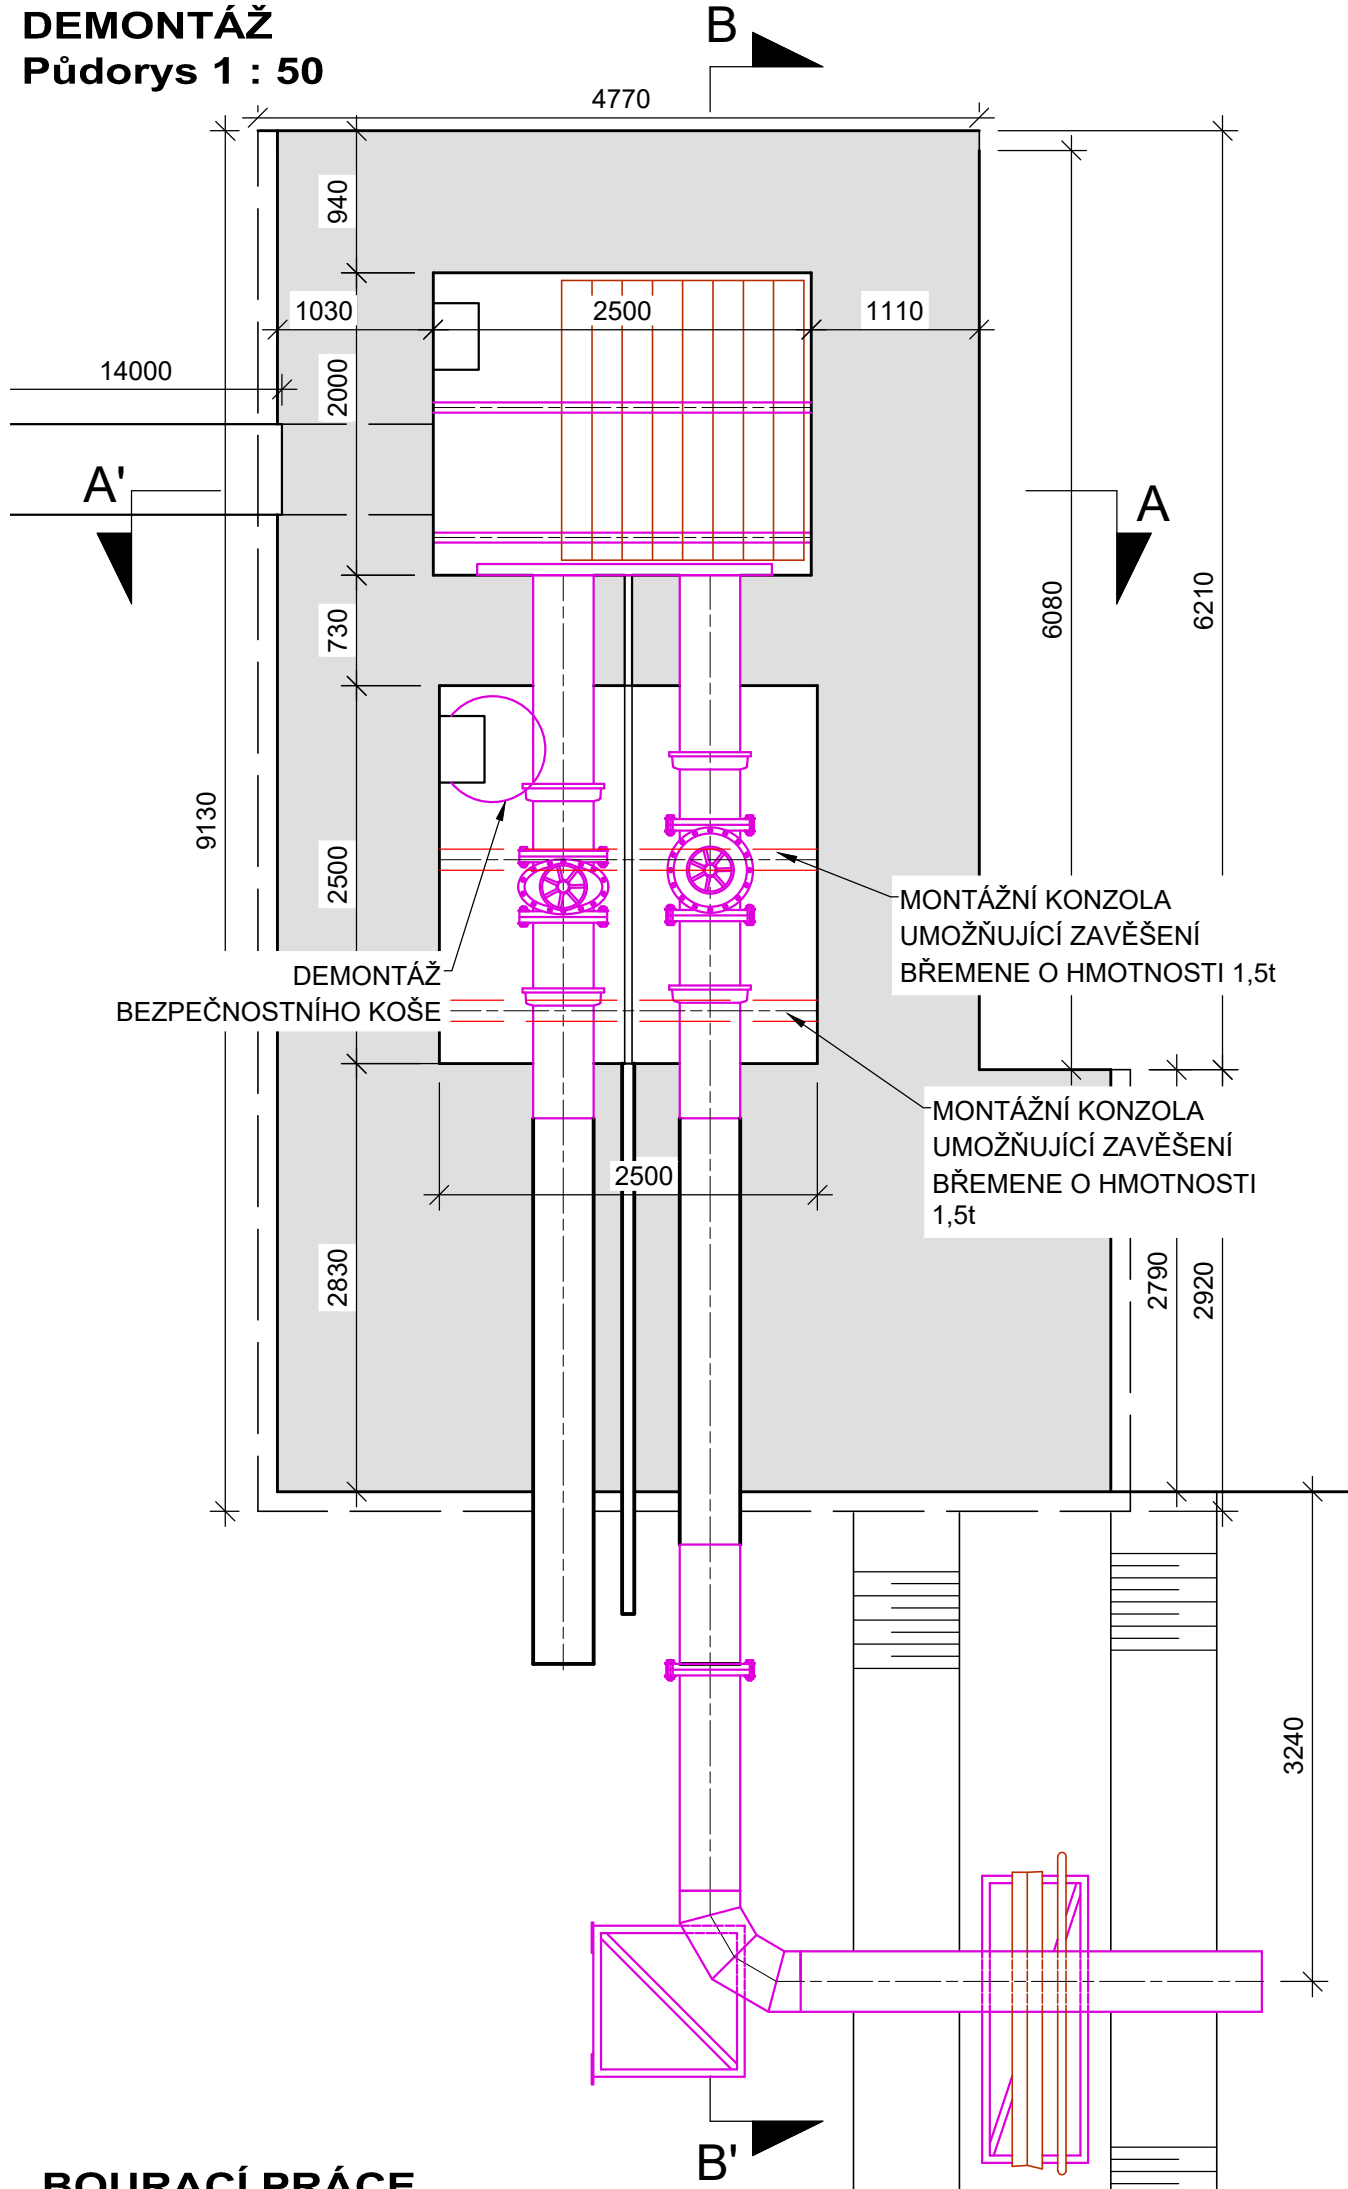 DEMONTÁŽ
Půdorys 1 : 50
B
4770
940
1030
2500
1110
14000
2000
A'
A
730
6080
6210
9130
2500
MONTÁŽNÍ KONZOLA
UMOŽŇUJÍCÍ ZAVĚŠENÍ
BŘEMENE O HMOTNOSTI 1,5t
DEMONTÁŽ
BEZPEČNOSTNÍHO KOŠE
MONTÁŽNÍ KONZOLA
UMOŽŇUJÍCÍ ZAVĚŠENÍ
BŘEMENE O HMOTNOSTI
1,5t
2500
2830
2790
2920
3240
B'
BOURACÍ PRÁCE